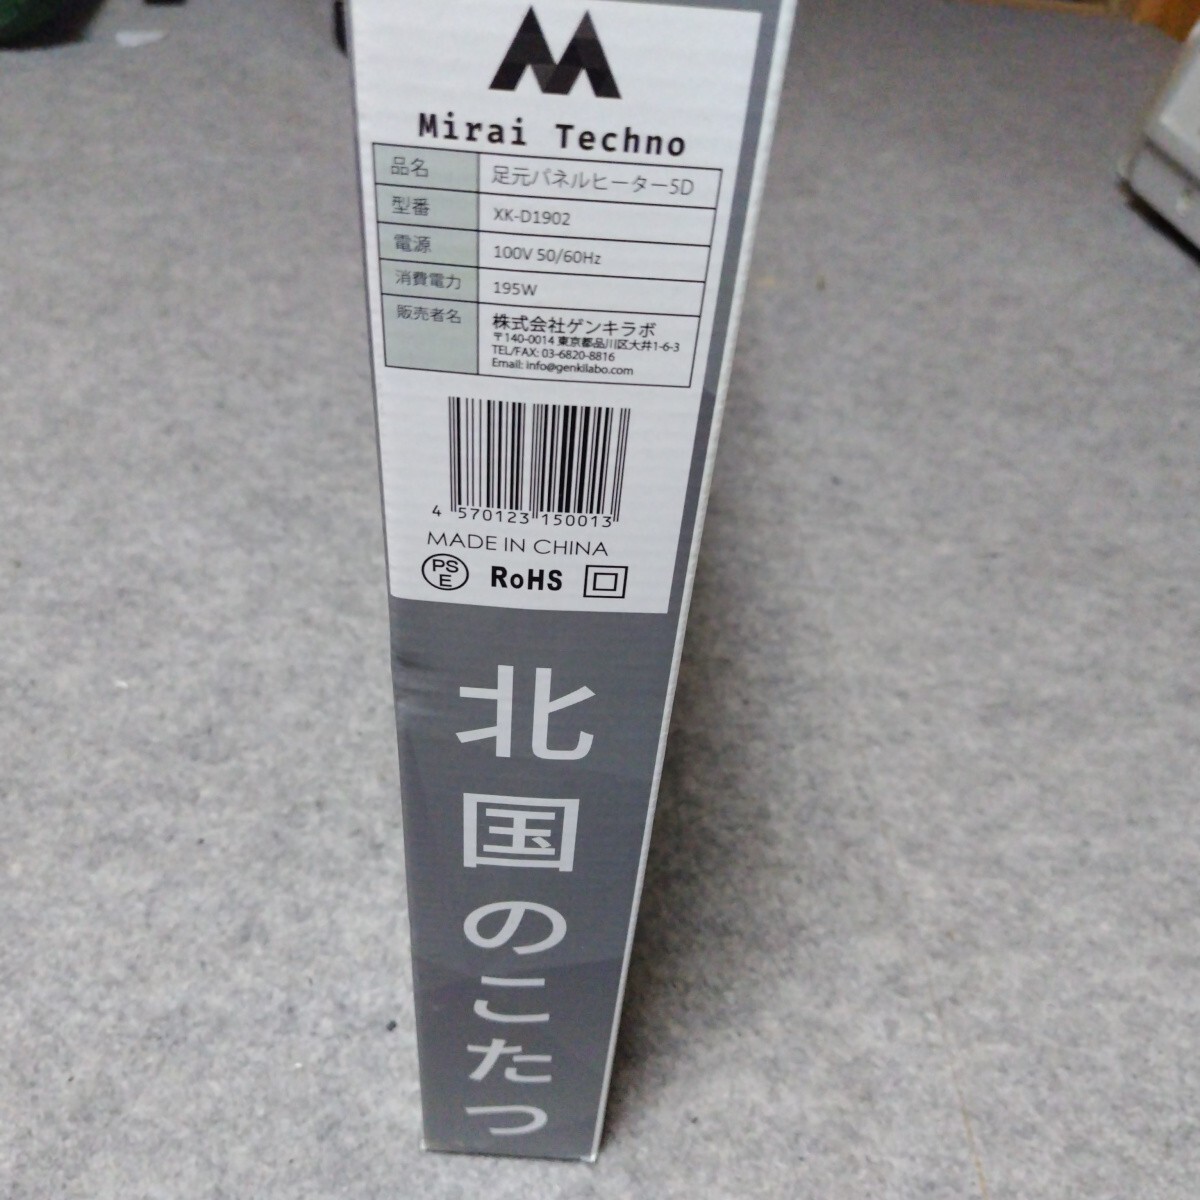 Mirai Techno
品名 足元パネルヒーター5D
型番 XK-D1902
電源 100V 50/60Hz
消費電力 195W
販売者名 株式会社ゲンキラボ
〒140-0014 東京都品川区大井1-6-3
TEL/FAX: 03-6820-8816
Email: info@genkilabo.com
4 570123 150013
MADE IN CHINA
PS
E
RoHS
北国のこたつ